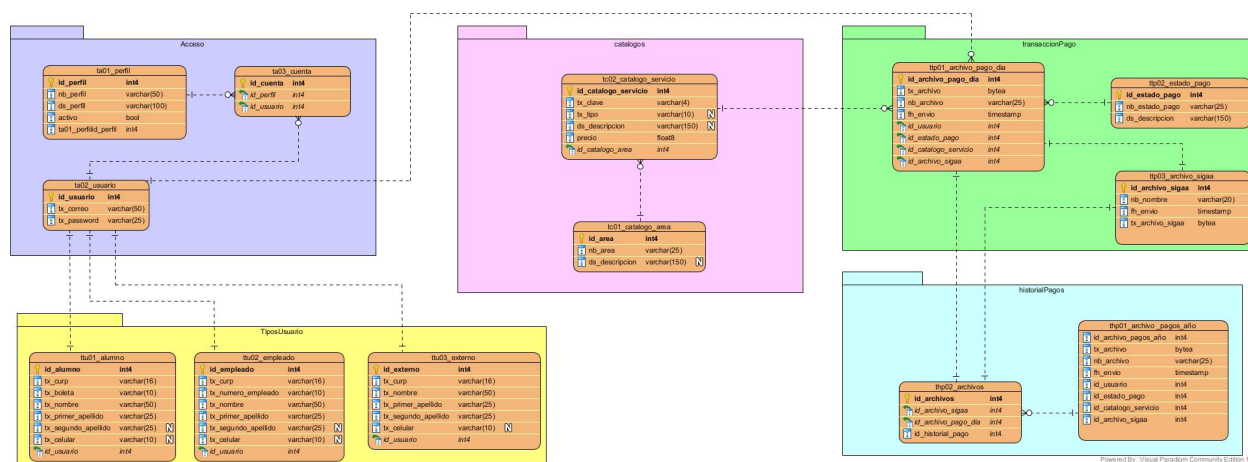 Acceso
ta01_perfil
id_perfil int4
nb_perfil varchar(50)
ds_perfil varchar(100)
activo bool
ta01_perfilid_perfil int4
ta03_cuenta
id_cuenta int4
id_perfil int4
id_usuario int4
ta02_usuario
id_usuario int4
tx_correo varchar(50)
tx_password varchar(25)
catalogos
tc02_catalogo_servicio
id_catalogo_servicio int4
tx_clave varchar(4)
tx_tipo varchar(10) N
ds_descripcion varchar(150) N
precio float8
id_catalogo_area int4
tc01_catalogo_area
id_area int4
nb_area varchar(25)
ds_descripcion varchar(150) N
transaccionPago
ttp01_archivo_pago_dia
id_archivo_pago_dia int4
tx_archivo bytea
nb_archivo varchar(25)
fh_envio timestamp
id_usuario int4
id_estado_pago int4
id_catalogo_servicio int4
id_archivo_sigaa int4
ttp02_estado_pago
id_estado_pago int4
nb_estado_pago varchar(25)
ds_descripcion varchar(150)
ttp03_archivo_sigaa
id_archivo_sigaa int4
nb_nombre varchar(20)
fh_envio timestamp
tx_archivo_sigaa bytea
TiposUsuario
ttu01_alumno
id_alumno int4
tx_curp varchar(16)
tx_boleta varchar(10)
tx_nombre varchar(50)
tx_primer_apellido varchar(25)
tx_segundo_apellido varchar(25) N
tx_celular varchar(10) N
id_usuario int4
ttu02_empleado
id_empleado int4
tx_curp varchar(16)
tx_numero_empleado varchar(10)
tx_nombre varchar(50)
tx_primer_apellido varchar(25)
tx_segundo_apellido varchar(25) N
tx_celular varchar(10) N
id_usuario int4
ttu03_externo
id_externo int4
tx_curp varchar(16)
tx_nombre varchar(50)
tx_primer_apellido varchar(25)
tx_segundo_apellido varchar(25)
tx_celular varchar(10) N
id_usuario int4
historialPagos
thp02_archivos
id_archivos int4
id_archivo_sigaa int4
id_archivo_pago_dia int4
id_historial_pago int4
thp01_archivo_pagos_año
id_archivo_pagos_año int4
tx_archivo bytea
nb_archivo varchar(25)
fh_envio timestamp
id_usuario int4
id_estado_pago int4
id_catalogo_servicio int4
id_archivo_sigaa int4
Powered By Visual Paradigm Community Edition